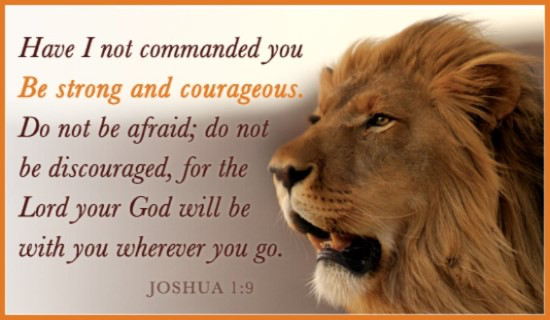 Have I not commanded you
Be strong and courageous.
Do not be afraid; do not
be discouraged, for the
Lord your God will be
with you wherever you go.
JOSHUA 1:9